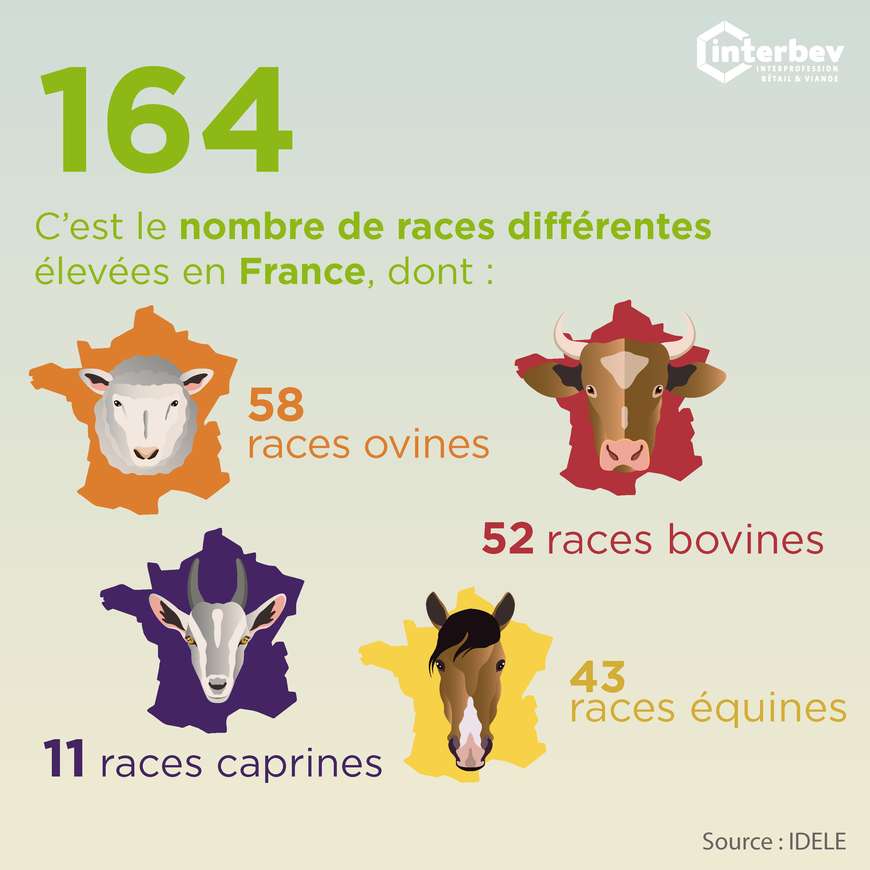 interbev
INTERPROFESSION
BÉTAIL & VIANDE
164
C’est le nombre de races différentes
élevées en France, dont :
58
races ovines
52 races bovines
11 races caprines
43
races équines
Source : IDELE